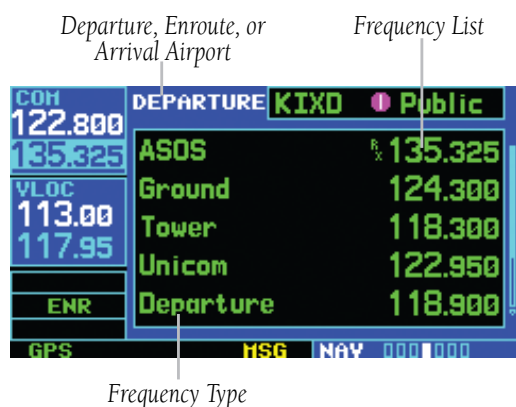 Departure, Enroute, or
Arrival Airport
Frequency List
COM
122.800
135.325
VLOC
113.00
117.95
ENR
GPS
DEPARTURE KIXD Public
ASOS Rx 135.325
Ground 124.300
Tower 118.300
Unicom 122.950
Departure 118.900
MSG NAV
Frequency Type